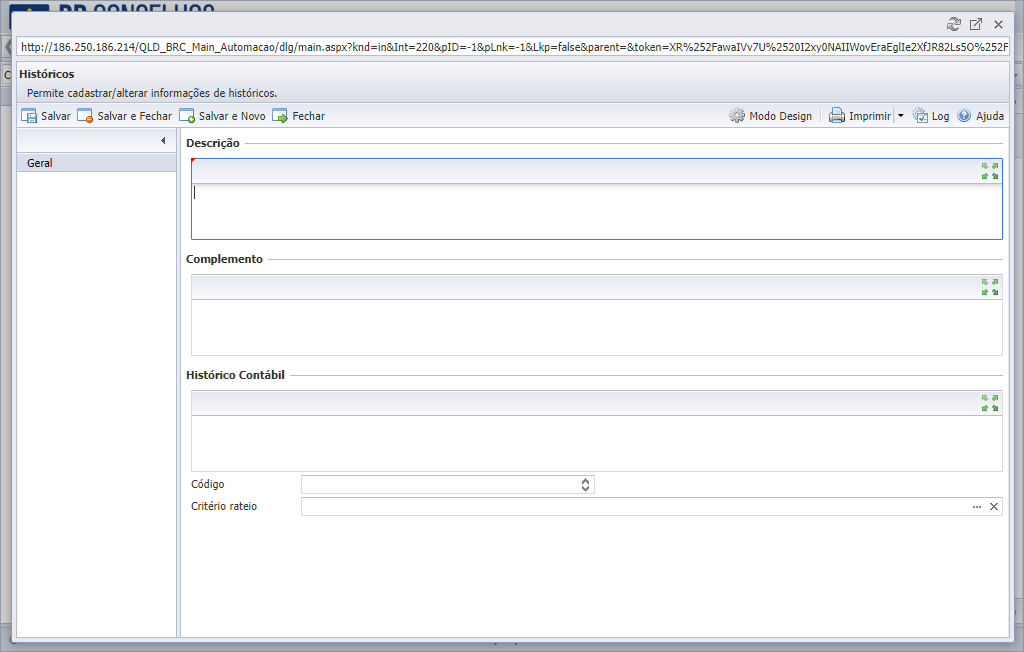 http://186.250.186.214/QLD_BRC_Main_Automacao/dlg/main.aspx?knd=in&Int=220&pID=-1&pLnk=-1&Lkp=false&parent=&token=XR%252FawaIVv7U%2520I2xy0NAIIWovEraEglIe2XfJR82Ls5O%252F
Históricos
Permite cadastrar/alterar informações de históricos.
Salvar Salvar e Fechar Salvar e Novo Fechar Modo Design Imprimir Log Ajuda
Geral
Descrição
Complemento
Histórico Contábil
Código
Critério rateio